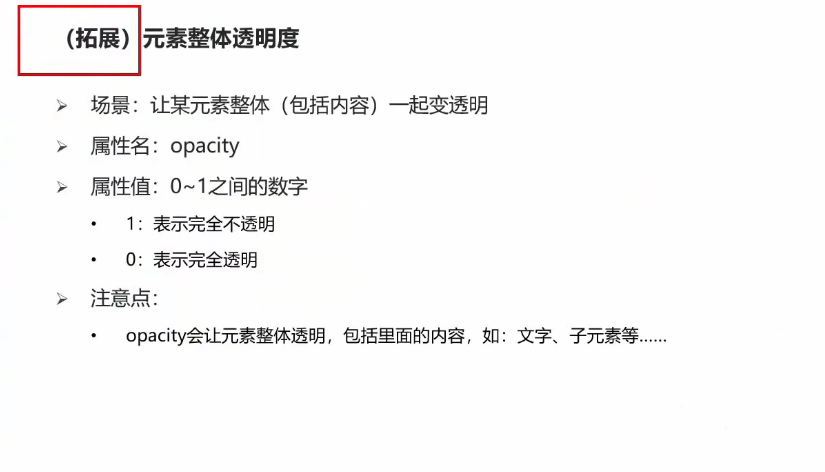 （拓展）元素整体透明度
场景：让某元素整体（包括内容）一起变透明
属性名：opacity
属性值：0~1之间的数字
1：表示完全不透明
0：表示完全透明
注意点：
opacity会让元素整体透明，包括里面的内容，如：文字、子元素等……